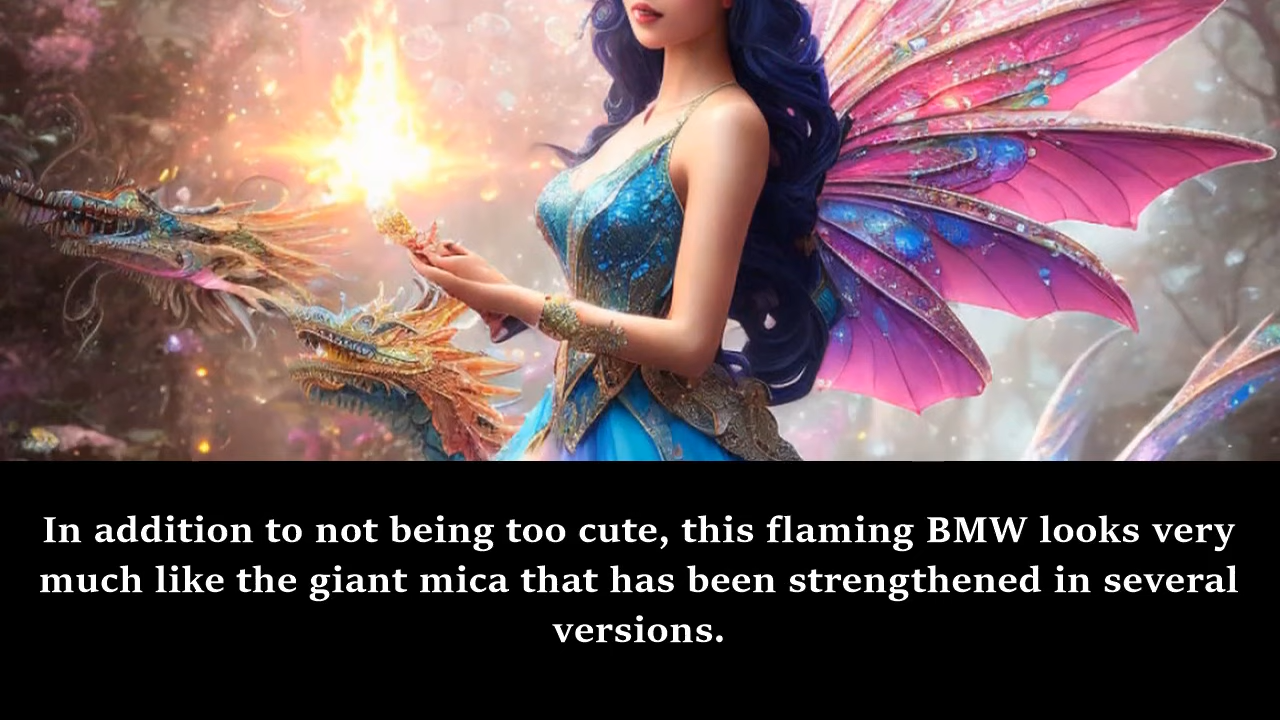 In addition to not being too cute, this flaming BMW looks very
much like the giant mica that has been strengthened in several
versions.